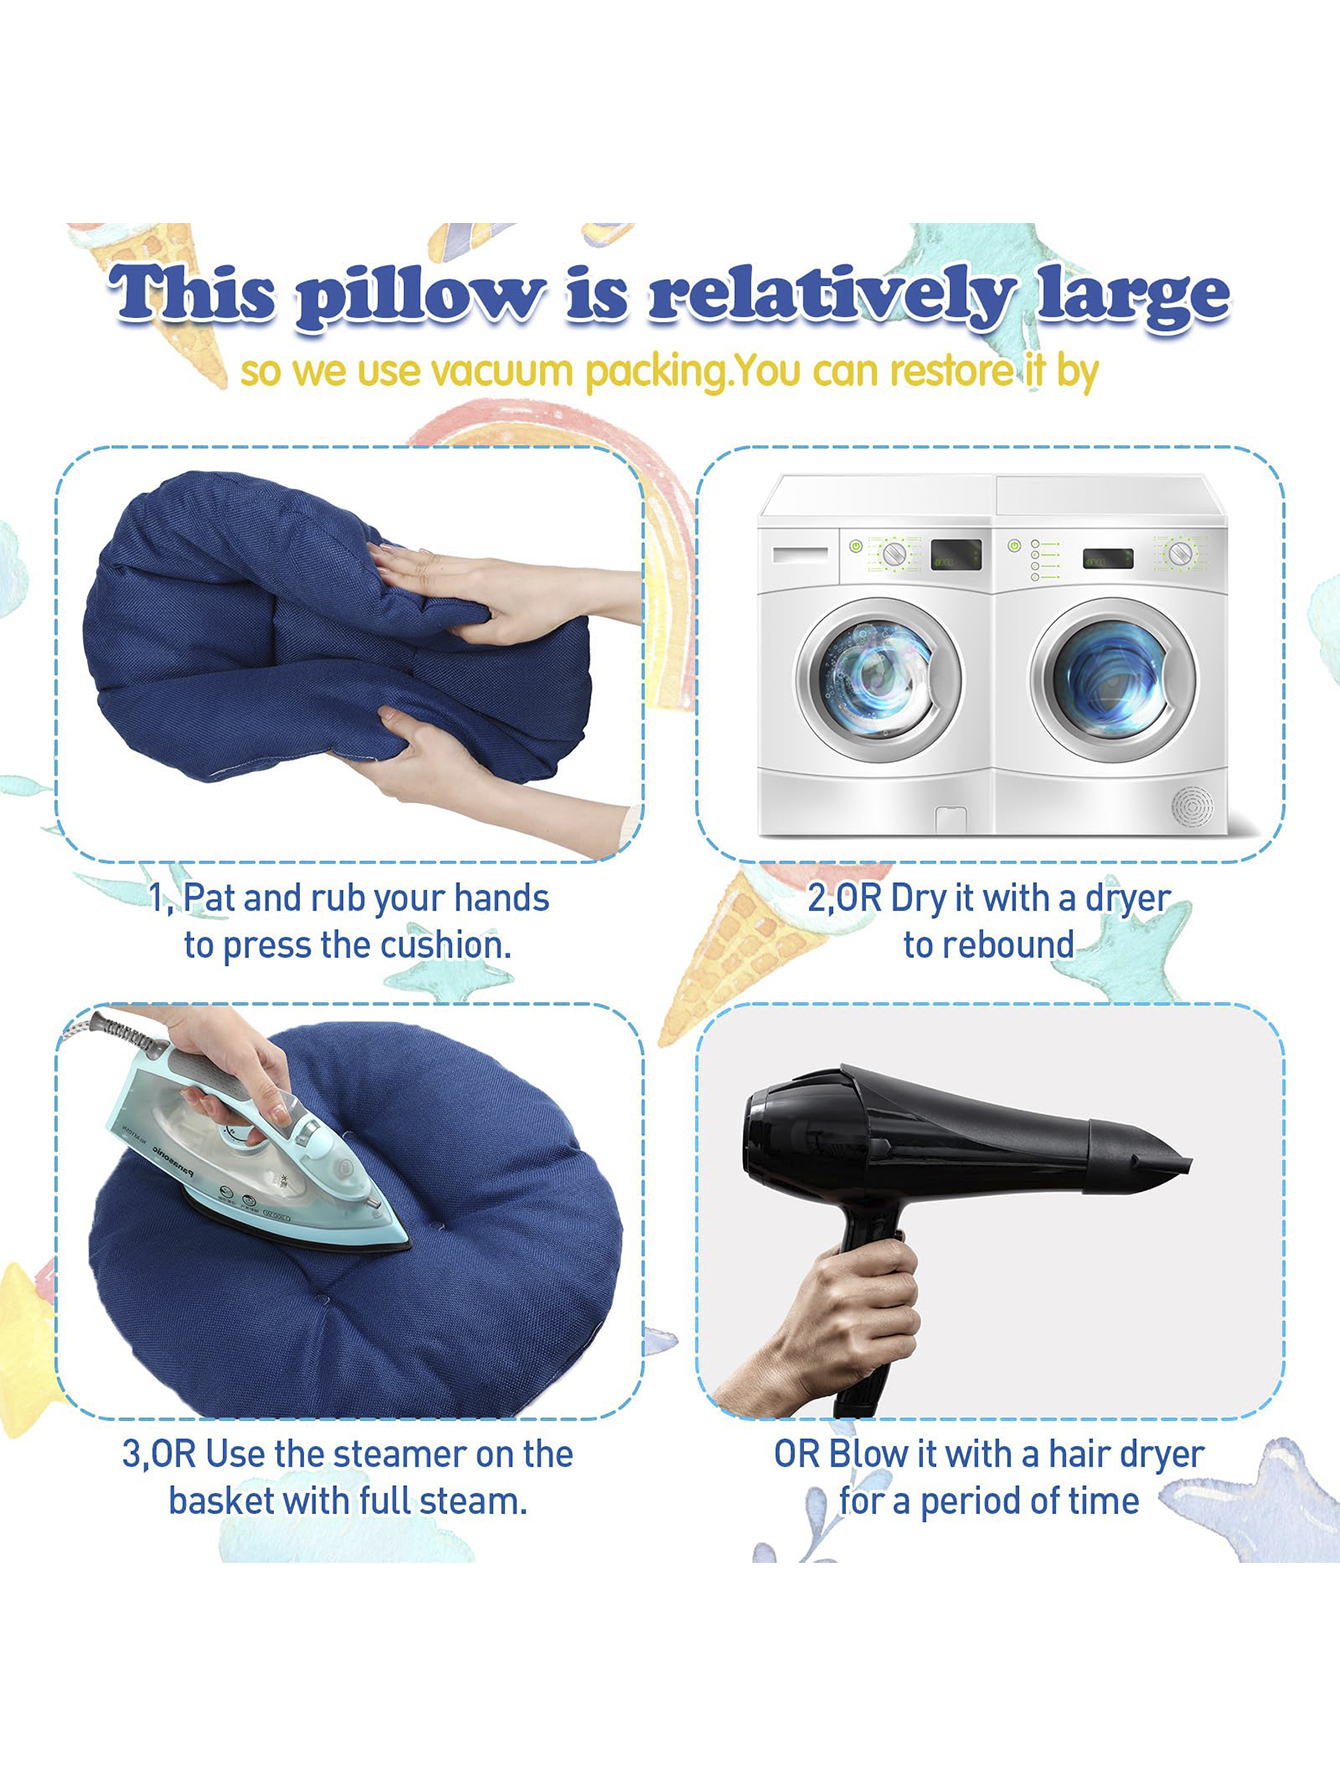 This pillow is relatively large
so we use vacuum packing.You can restore it by
1, Pat and rub your hands
to press the cushion.
2,OR Dry it with a dryer
to rebound
Panasonic
3,OR Use the steamer on the
basket with full steam.
OR Blow it with a hair dryer
for a period of time